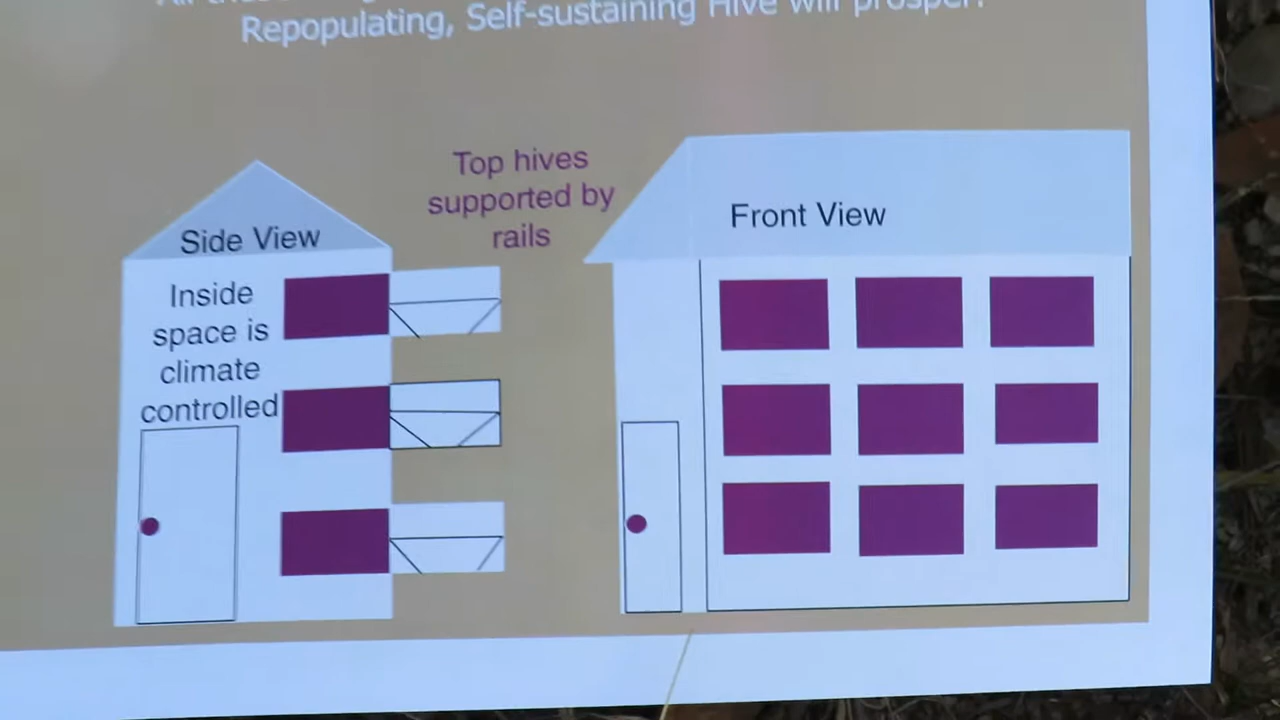 Repopulating, Self-sustaining Hive will prosper.
Top hives
supported by
rails
Side View
Front View
Inside
space is
climate
controlled